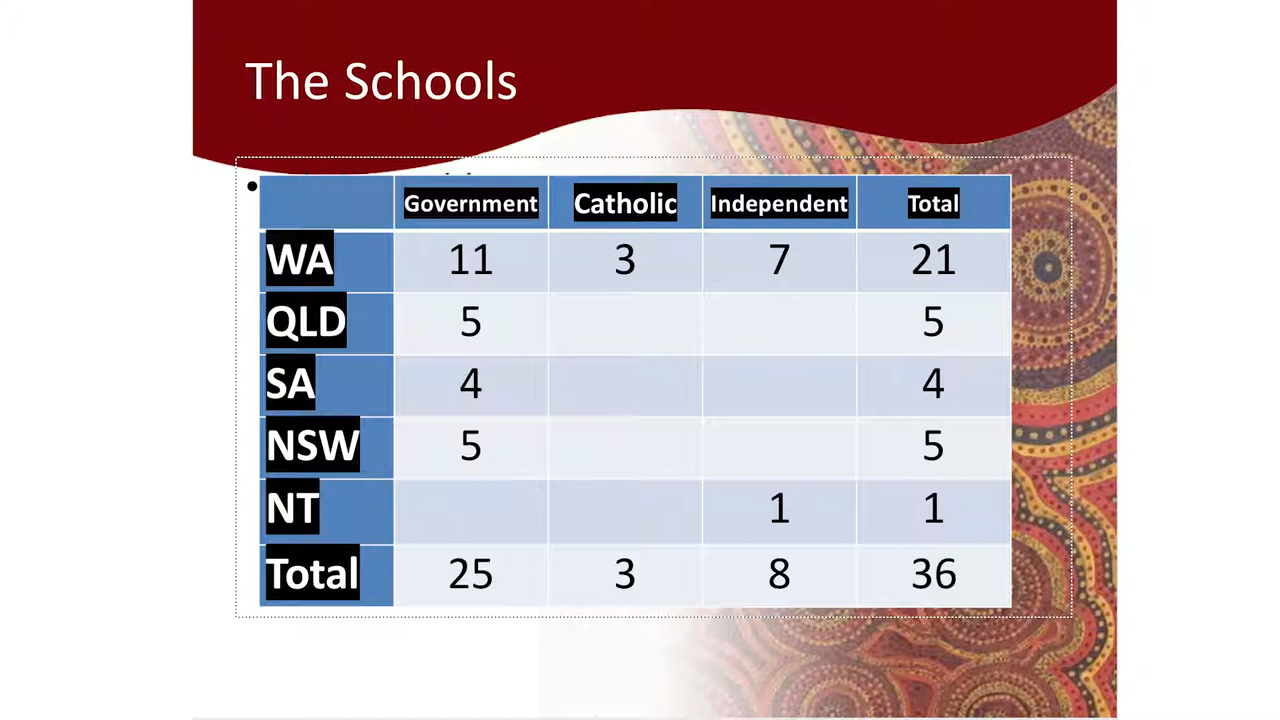 The Schools
Government Catholic Independent Total
WA 11 3 7 21
QLD 5 5
SA 4 4
NSW 5 5
NT 1 1
Total 25 3 8 36